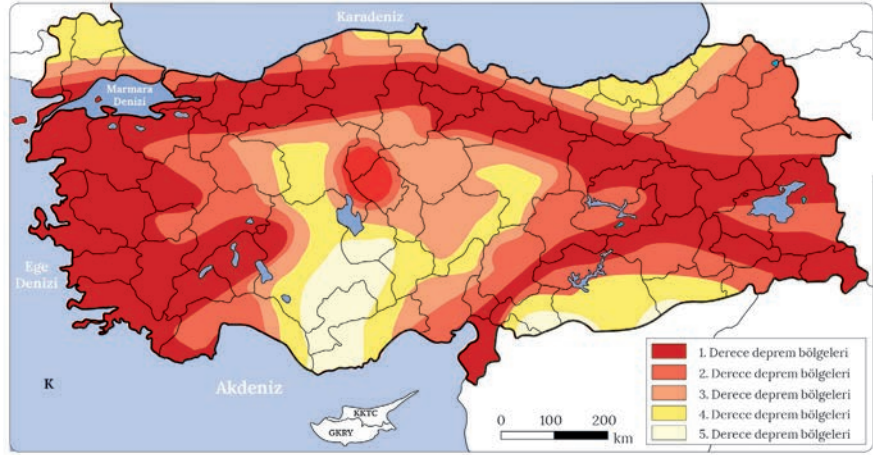 Karadeniz
Marmara
Denizi
Ege
Denizi
K
Akdeniz
KKTC
GKRY
0 100 200
km
1. Derece deprem bölgeleri
2. Derece deprem bölgeleri
3. Derece deprem bölgeleri
4. Derece deprem bölgeleri
5. Derece deprem bölgeleri